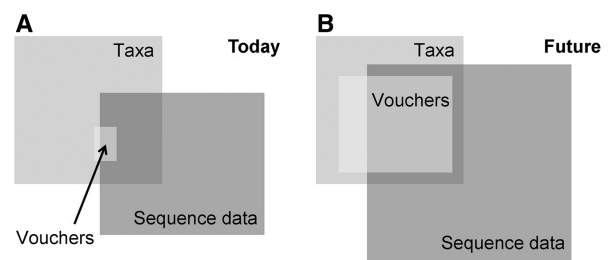 A
Taxa
Today
Vouchers
Sequence data
B
Taxa
Future
Vouchers
Sequence data